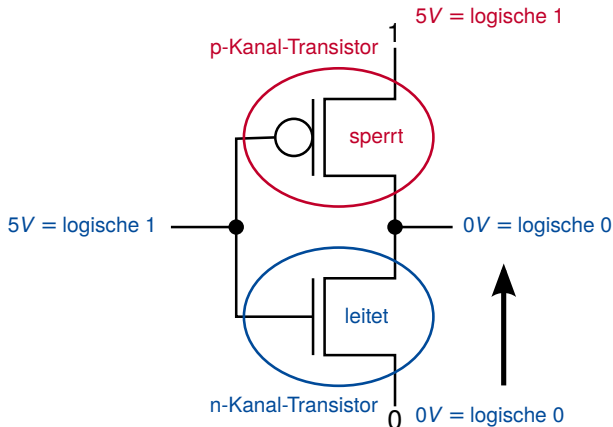 5V = logische 1
1
p-Kanal-Transistor
sperrt
5V = logische 1
0V = logische 0
leitet
n-Kanal-Transistor
0
0V = logische 0